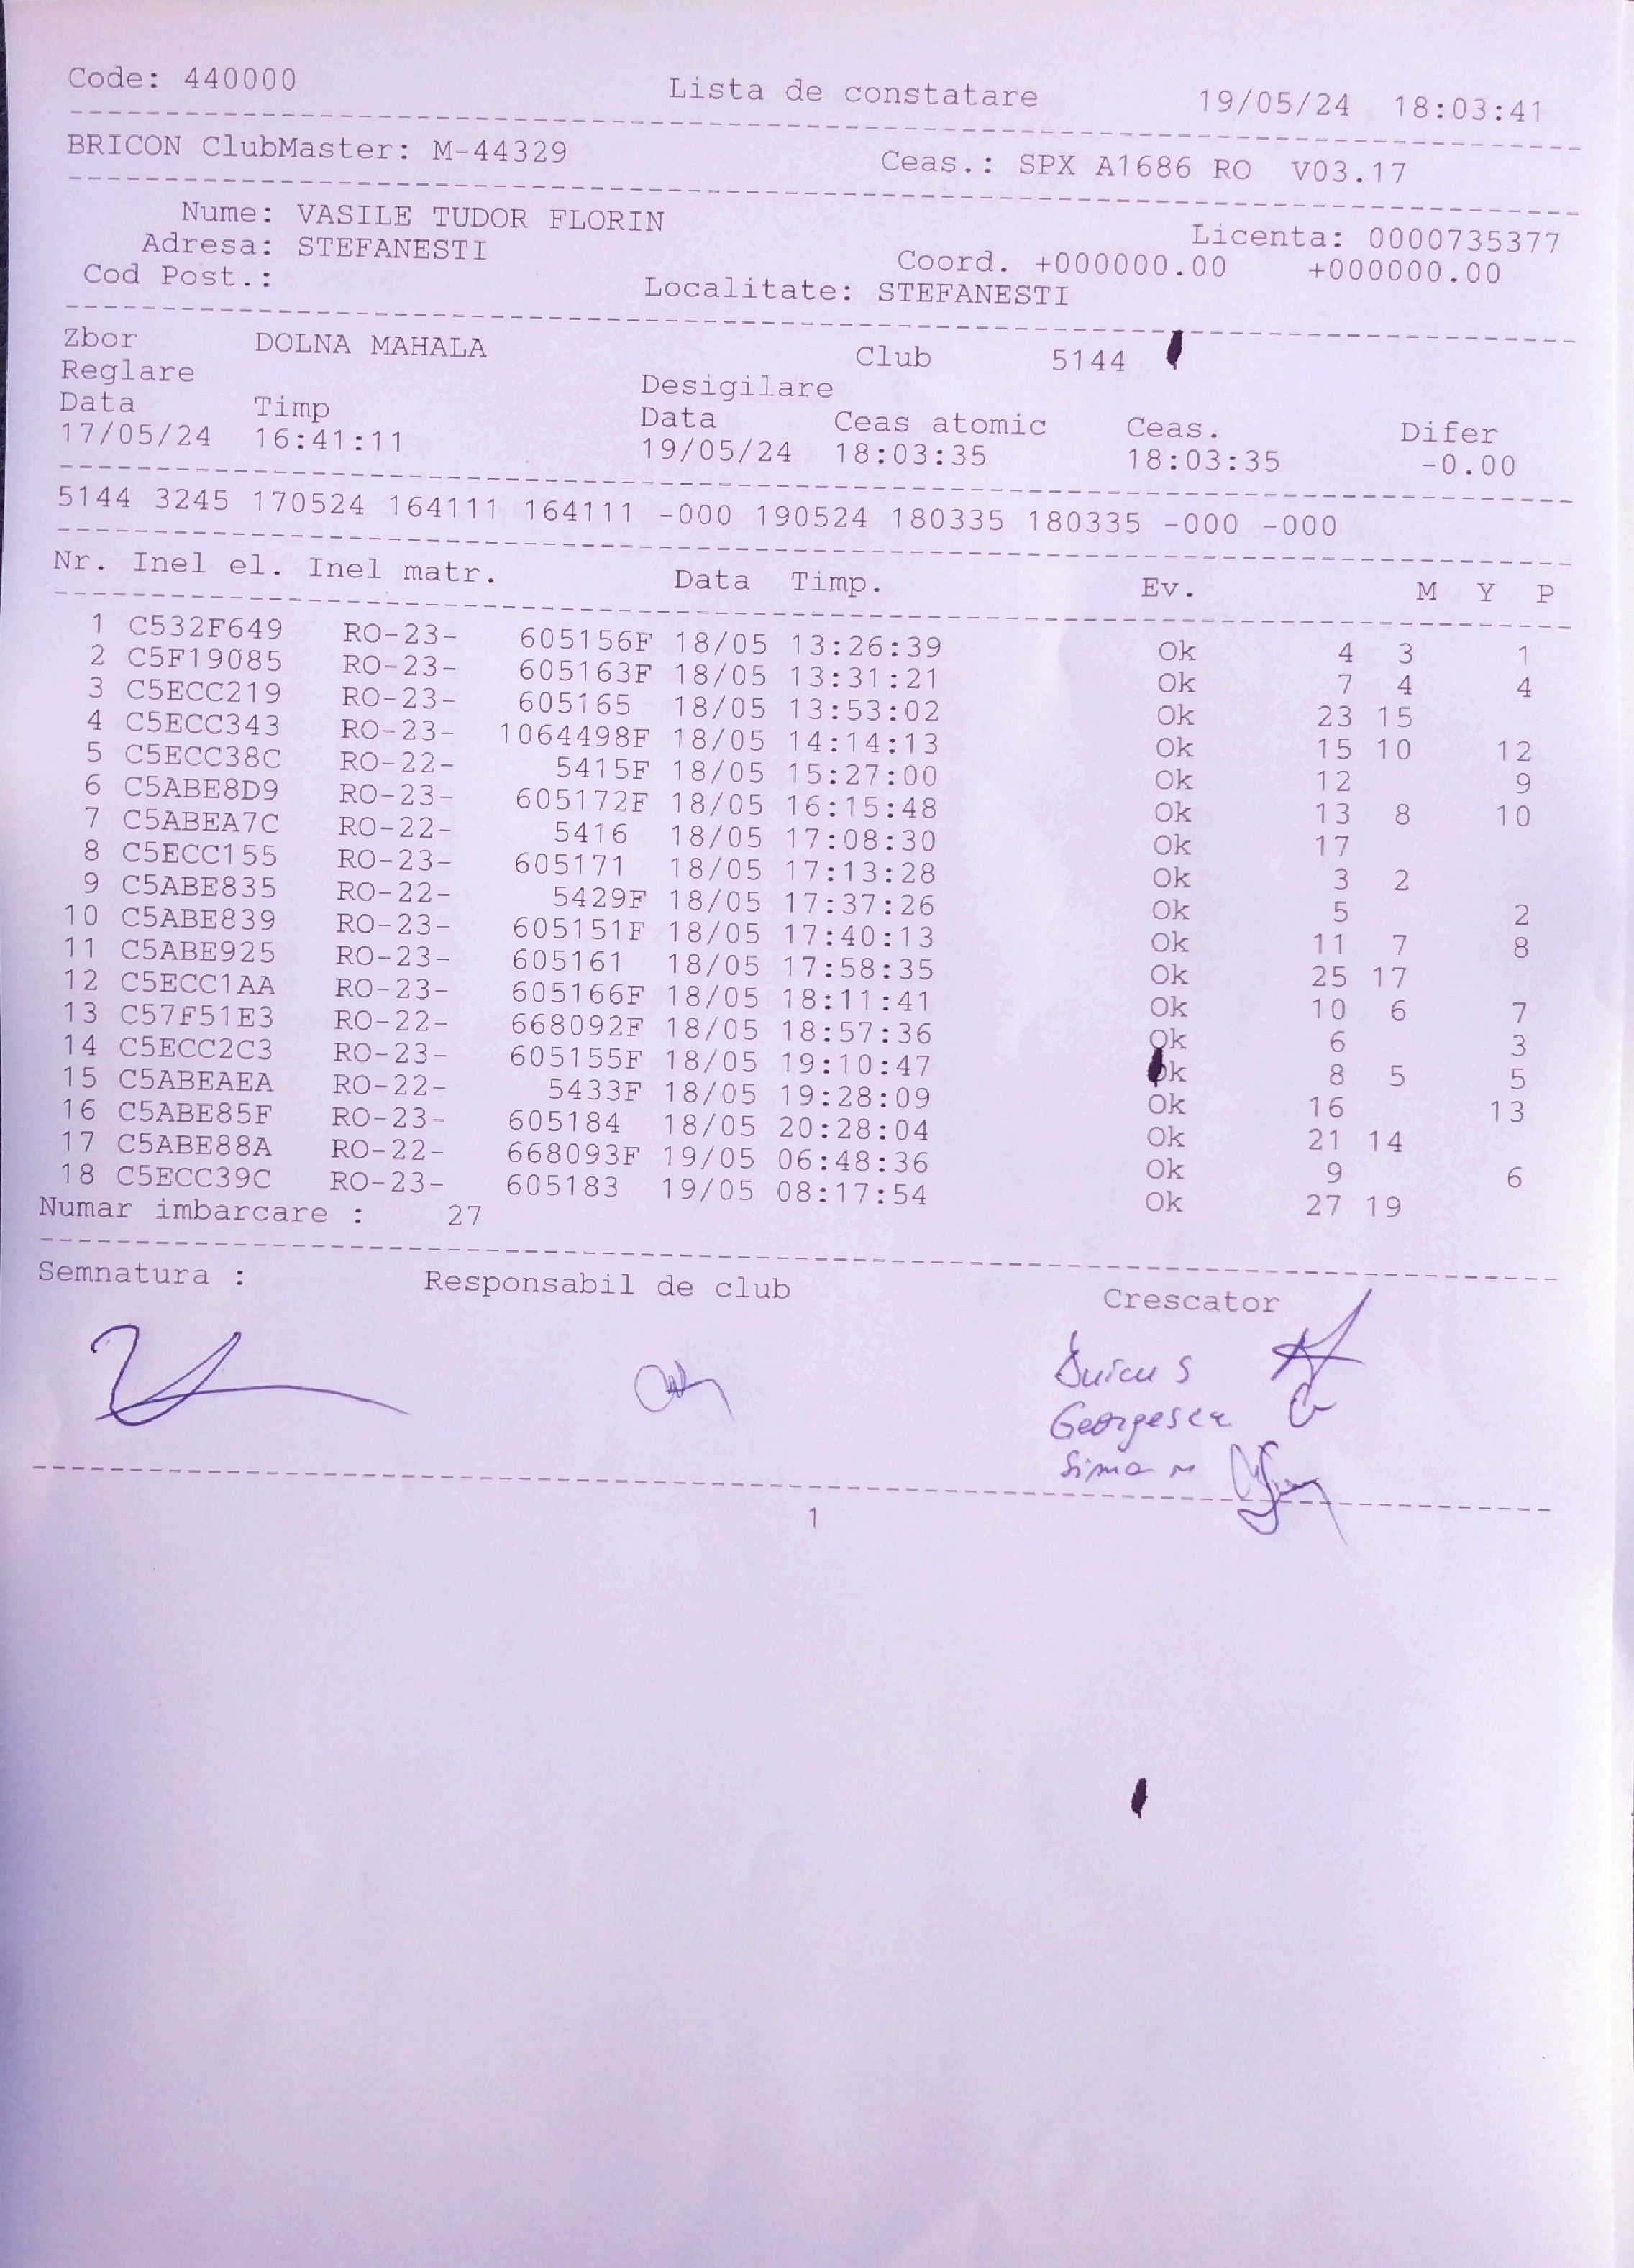 Code: 440000 Lista de constatare 19/05/24 18:03:41
BRICON ClubMaster: M-44329 Ceas.: SPX A1686 RO V03.17
Nume: VASILE TUDOR FLORIN Licenta: 0000735377
Adresa: STEFANESTI Coord. +000000.00 +000000.00
Cod Post.: Localitate: STEFANESTI
Zbor DOLNA MAHALA Club 5144
Reglare Desigilare
Data Timp Data Ceas atomic Ceas. Difer
17/05/24 16:41:11 19/05/24 18:03:35 18:03:35 -0.00
5144 3245 170524 164111 164111 -000 190524 180335 180335 -000 -000
Nr. Inel el. Inel matr. Data Timp. Ev. M Y P
1 C532F649 RO-23- 605156F 18/05 13:26:39 Ok 4 3 1
2 C5F19085 RO-23- 605163F 18/05 13:31:21 Ok 7 4 4
3 C5ECC219 RO-23- 605165 18/05 13:53:02 Ok 23 15
4 C5ECC343 RO-23- 1064498F 18/05 14:14:13 Ok 15 10 12
5 C5ECC38C RO-22- 5415F 18/05 15:27:00 Ok 12 9
6 C5ABE8D9 RO-23- 605172F 18/05 16:15:48 Ok 13 8 10
7 C5ABEA7C RO-22- 5416 18/05 17:08:30 Ok 17
8 C5ECC155 RO-23- 605171 18/05 17:13:28 Ok 3 2
9 C5ABE835 RO-22- 5429F 18/05 17:37:26 Ok 5 2
10 C5ABE839 RO-23- 605151F 18/05 17:40:13 Ok 11 7 8
11 C5ABE925 RO-23- 605161 18/05 17:58:35 Ok 25 17
12 C5ECC1AA RO-23- 605166F 18/05 18:11:41 Ok 10 6 7
13 C57F51E3 RO-22- 668092F 18/05 18:57:36 Ok 6 3
14 C5ECC2C3 RO-23- 605155F 18/05 19:10:47 Ok 8 5 5
15 C5ABEAEA RO-22- 5433F 18/05 19:28:09 Ok 16 13
16 C5ABE85F RO-23- 605184 18/05 20:28:04 Ok 21 14
17 C5ABE88A RO-22- 668093F 19/05 06:48:36 Ok 9 6
18 C5ECC39C RO-23- 605183 19/05 08:17:54 Ok 27 19
Numar imbarcare : 27
Semnatura : Responsabil de club Crescator
Georgescu
Sima
1